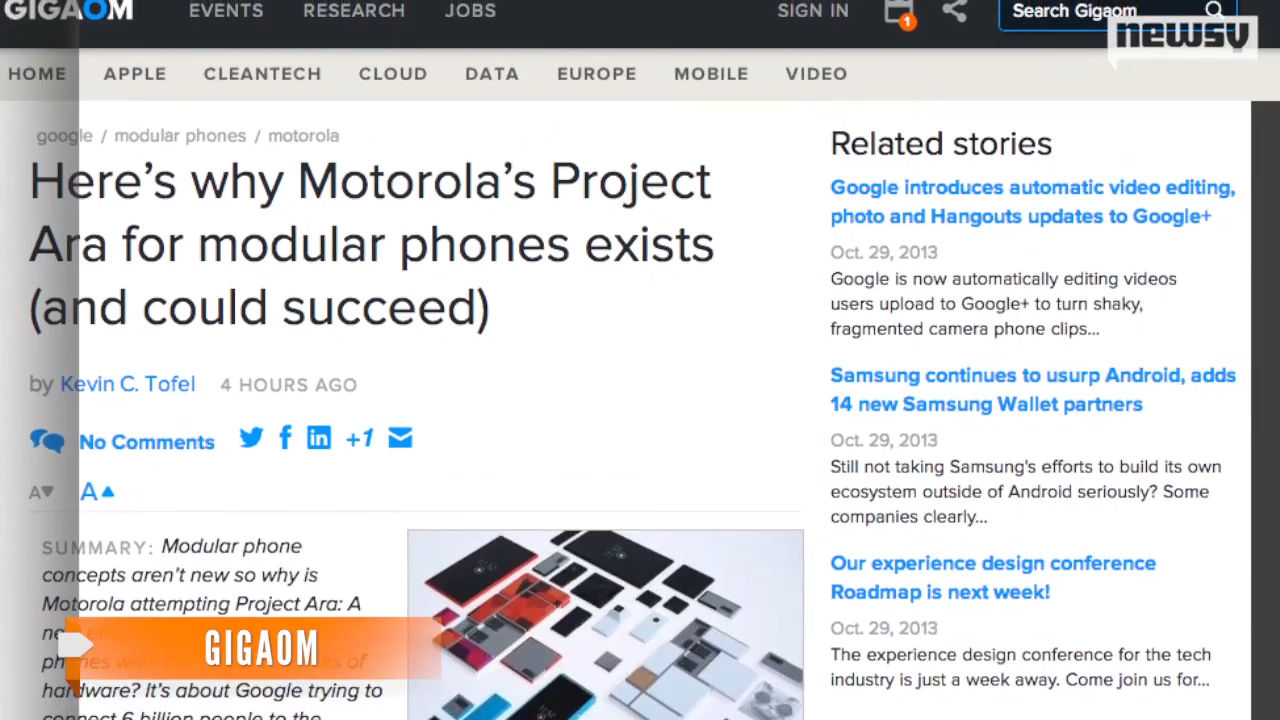 GIGAOM
EVENTS RESEARCH JOBS SIGN IN 1 Search Gigaom
newsy
HOME APPLE CLEANTECH CLOUD DATA EUROPE MOBILE VIDEO
google / modular phones / motorola
Here's why Motorola's Project
Ara for modular phones exists
(and could succeed)
by Kevin C. Tofel 4 HOURS AGO
No Comments +1
A▼ A▲
SUMMARY: Modular phone
concepts aren't new so why is
Motorola attempting Project Ara: A
of
hardware? It's about Google trying to
connect 6 billion people to the
GIGAOM
Related stories
Google introduces automatic video editing,
photo and Hangouts updates to Google+
Oct. 29, 2013
Google is now automatically editing videos
users upload to Google+ to turn shaky,
fragmented camera phone clips...
Samsung continues to usurp Android, adds
14 new Samsung Wallet partners
Oct. 29, 2013
Still not taking Samsung's efforts to build its own
ecosystem outside of Android seriously? Some
companies clearly...
Our experience design conference
Roadmap is next week!
Oct. 29, 2013
The experience design conference for the tech
industry is just a week away. Come join us for...